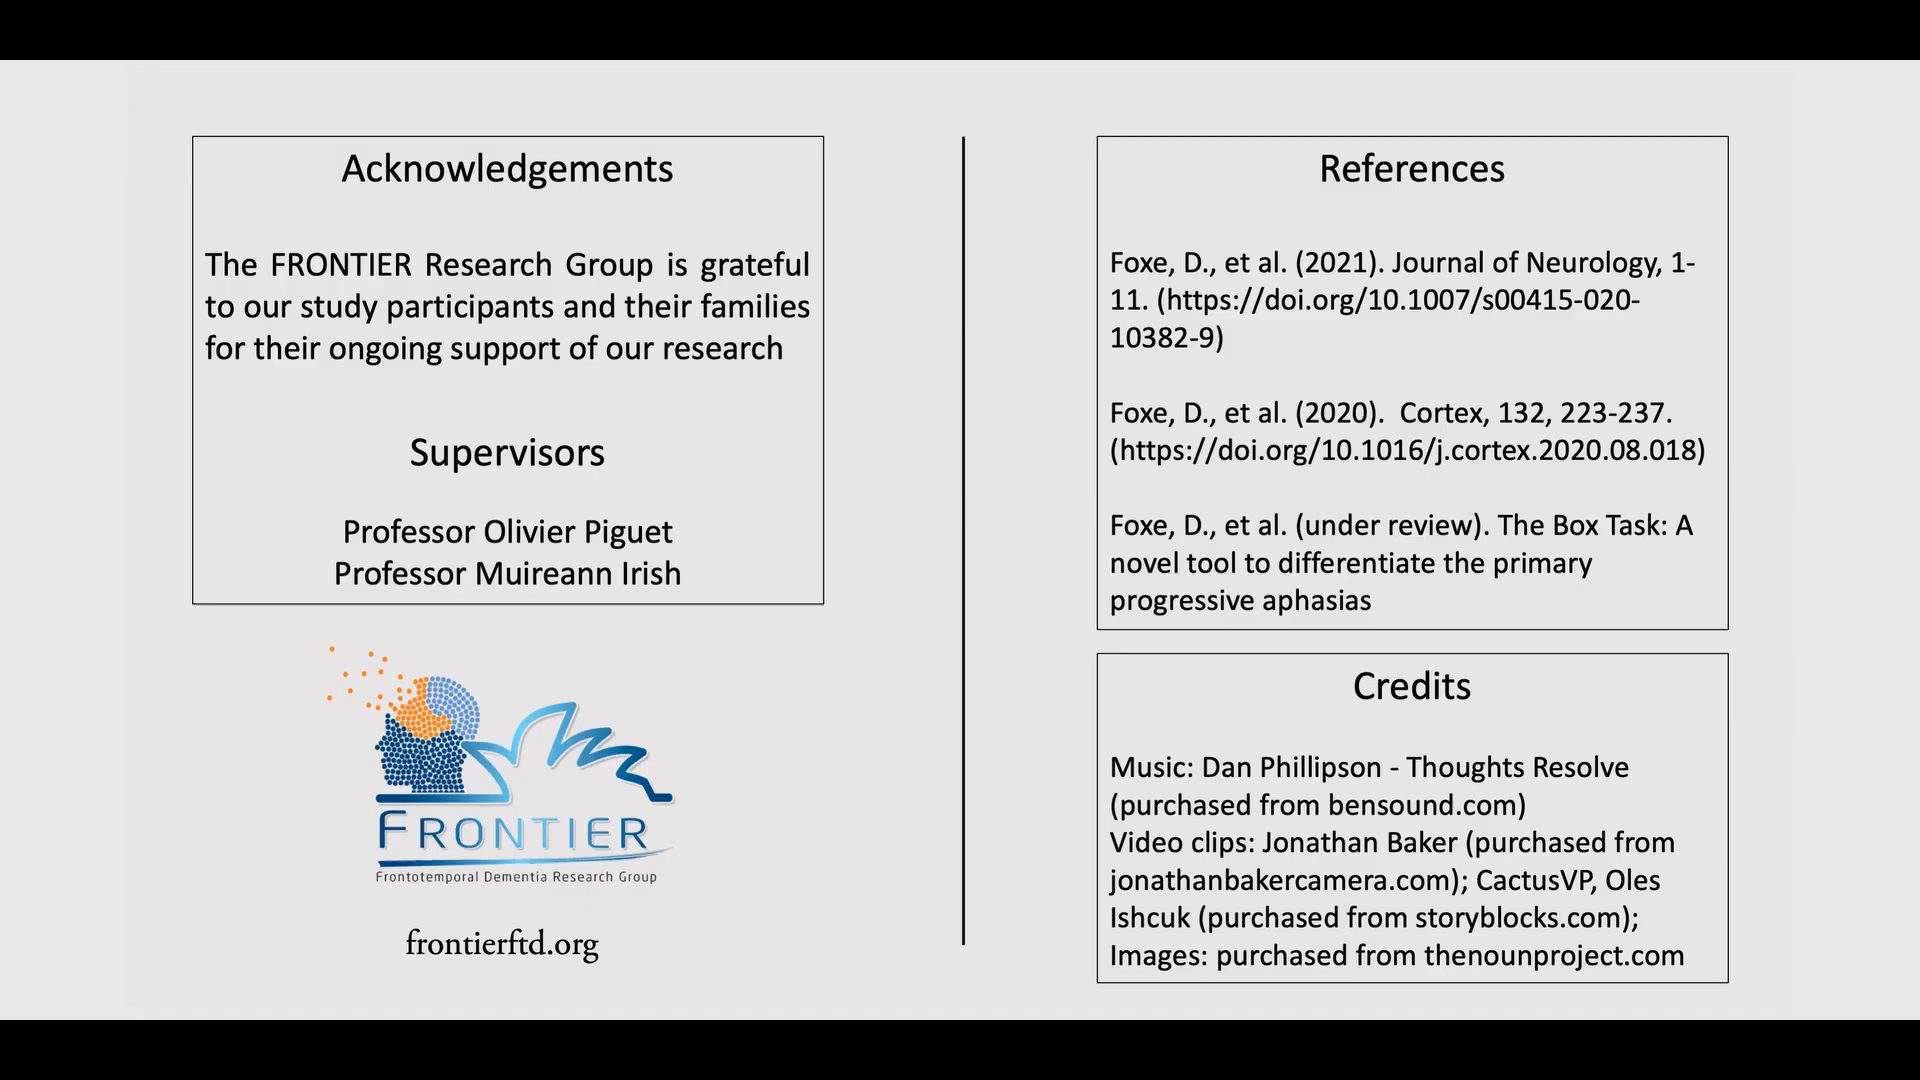 Acknowledgements
The FRONTIER Research Group is grateful
to our study participants and their families
for their ongoing support of our research
Supervisors
Professor Olivier Piguet
Professor Muireann Irish
FRONTIER
Frontotemporal Dementia Research Group
frontierftd.org
References
Foxe, D., et al. (2021). Journal of Neurology, 1-
11. (https://doi.org/10.1007/s00415-020-
10382-9)
Foxe, D., et al. (2020).  Cortex, 132, 223-237.
(https://doi.org/10.1016/j.cortex.2020.08.018)
Foxe, D., et al. (under review). The Box Task: A
novel tool to differentiate the primary
progressive aphasias
Credits
Music: Dan Phillipson - Thoughts Resolve
(purchased from bensound.com)
Video clips: Jonathan Baker (purchased from
jonathanbakercamera.com); CactusVP, Oles
Ishcuk (purchased from storyblocks.com);
Images: purchased from thenounproject.com